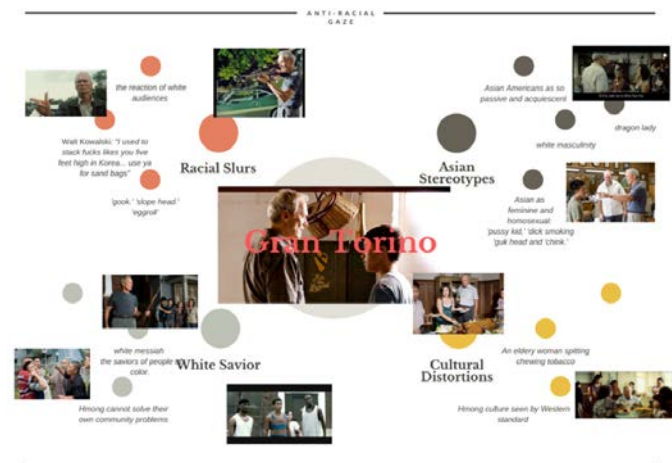 ANTI-RACIAL
GAZE
the reaction of white
audiences
Walt Kowalski: "I used to
stack fucks likes you five
feet high in Korea... use ya
for sand bags"
'gook.' 'slope head.'
'eggroll'
Racial Slurs
Asian Americans as so
passive and acquiescent
dragon lady
white masculinity
Asian
Stereotypes
Asian as
feminine and
homosexual:
'pussy kid,' 'dick smoking
'guk head and 'chink.'
Gran Torino
white messiah
the saviors of people
color.
White Savior
Hmong cannot solve their
own community problems
An eldery woman spitting
chewing tobacco
Cultural
Distortions
Hmong culture seen by Western
standard